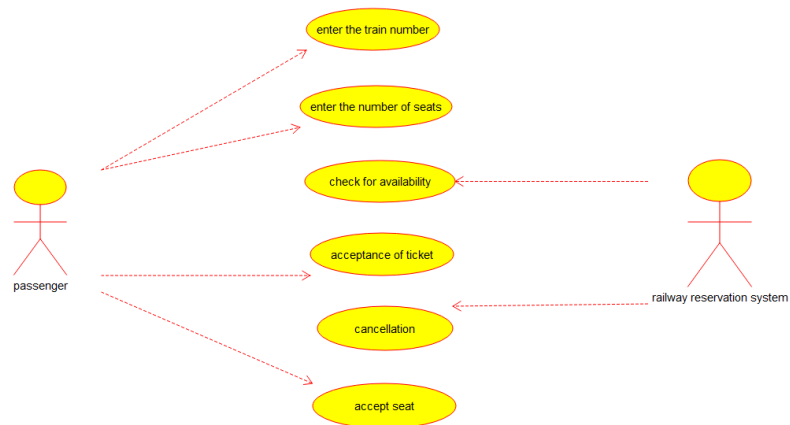 enter the train number
enter the number of seats
check for availability
acceptance of ticket
passenger
railway reservation system
cancellation
accept seat